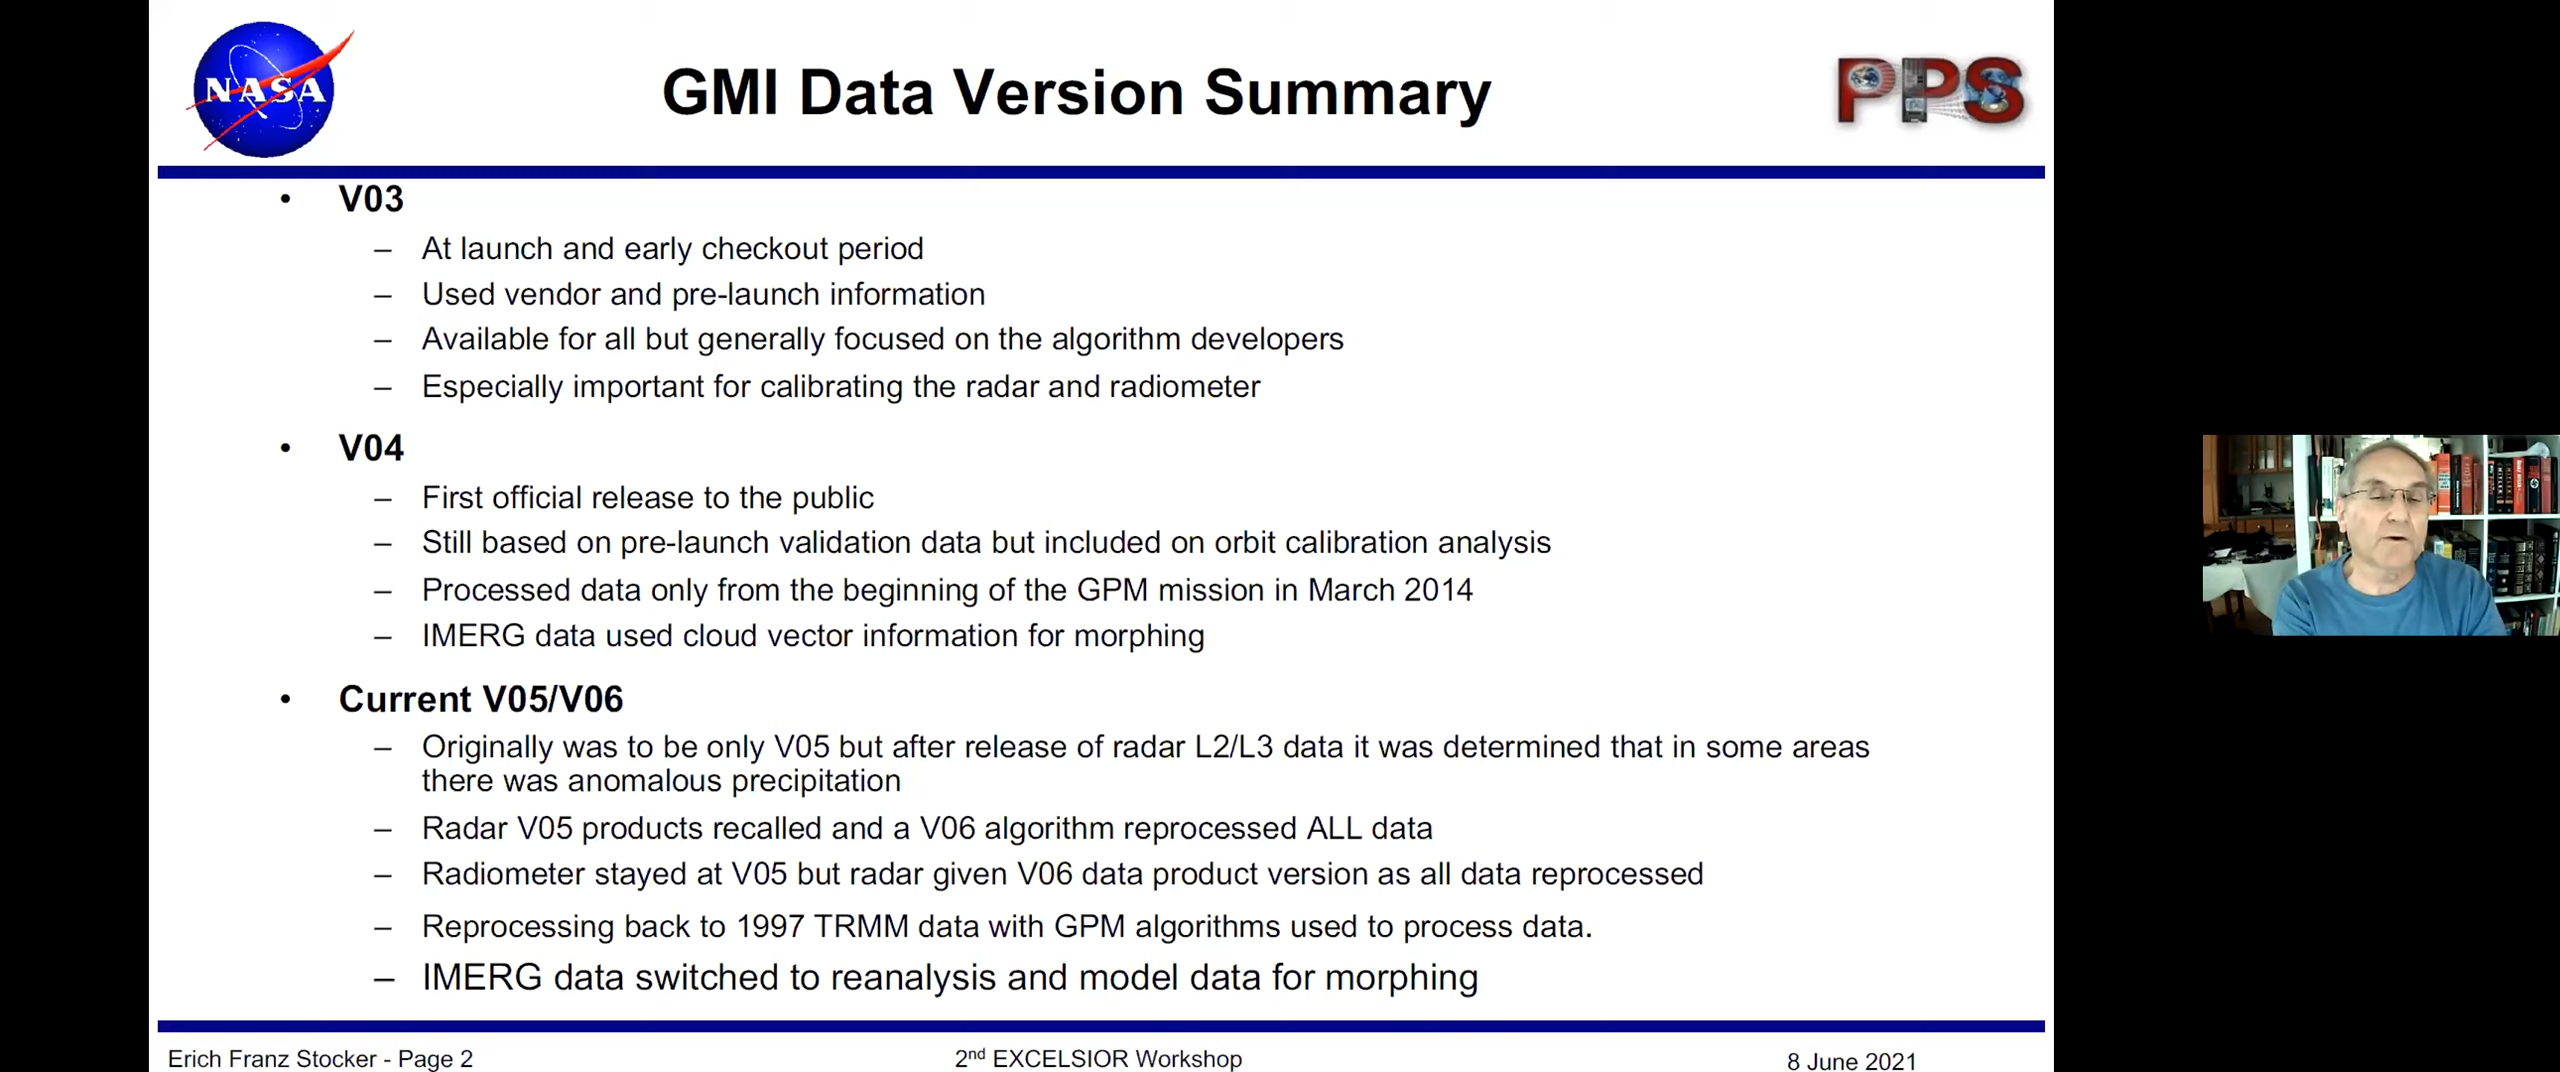 NASA
GMI Data Version Summary
PPS
• V03
– At launch and early checkout period
– Used vendor and pre-launch information
– Available for all but generally focused on the algorithm developers
– Especially important for calibrating the radar and radiometer
• V04
– First official release to the public
– Still based on pre-launch validation data but included on orbit calibration analysis
– Processed data only from the beginning of the GPM mission in March 2014
– IMERG data used cloud vector information for morphing
• Current V05/V06
– Originally was to be only V05 but after release of radar L2/L3 data it was determined that in some areas
there was anomalous precipitation
– Radar V05 products recalled and a V06 algorithm reprocessed ALL data
– Radiometer stayed at V05 but radar given V06 data product version as all data reprocessed
– Reprocessing back to 1997 TRMM data with GPM algorithms used to process data.
– IMERG data switched to reanalysis and model data for morphing
Erich Franz Stocker - Page 2
2nd EXCELSIOR Workshop
8 June 2021